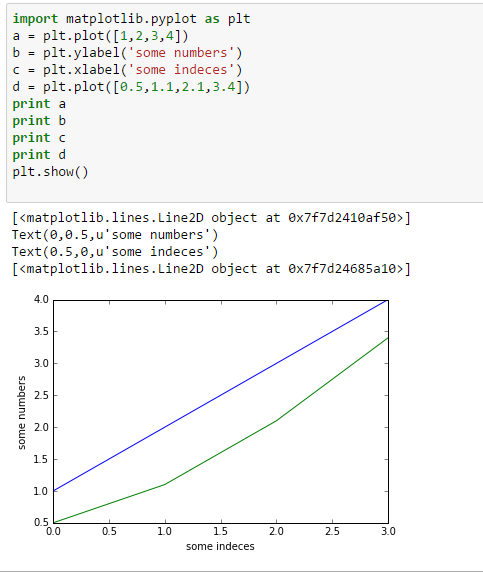 import matplotlib.pyplot as plt
a = plt.plot([1,2,3,4])
b = plt.ylabel('some numbers')
c = plt.xlabel('some indeces')
d = plt.plot([0.5,1.1,2.1,3.4])
print a
print b
print c
print d
plt.show()
[<matplotlib.lines.Line2D object at 0x7f7d2410af50>]
Text(0,0.5,u'some numbers')
Text(0.5,0,u'some indeces')
[<matplotlib.lines.Line2D object at 0x7f7d24685a10>]
4.0
3.5
3.0
2.5
2.0
1.5
1.0
0.5
some numbers
0.0 0.5 1.0 1.5 2.0 2.5 3.0
some indeces